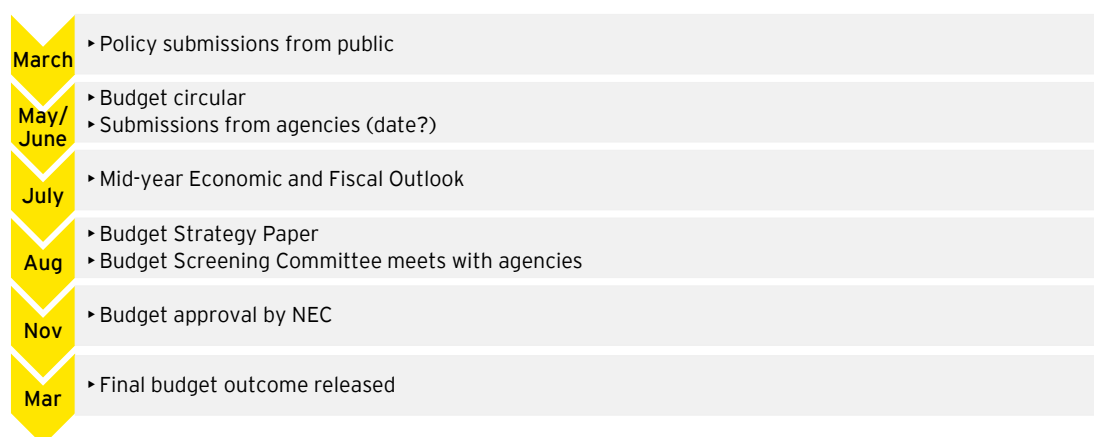 March
‣ Policy submissions from public
May/
June
‣ Budget circular
‣ Submissions from agencies (date?)
July
‣ Mid-year Economic and Fiscal Outlook
Aug
‣ Budget Strategy Paper
‣ Budget Screening Committee meets with agencies
Nov
‣ Budget approval by NEC
Mar
‣ Final budget outcome released